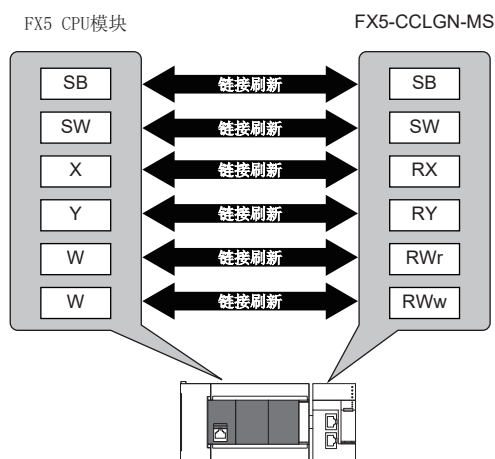 FX5 CPU模块 FX5-CCLGN-MS
SB 链接刷新 SB
SW 链接刷新 SW
X 链接刷新 RX
Y 链接刷新 RY
W 链接刷新 RWr
W 链接刷新 RWw